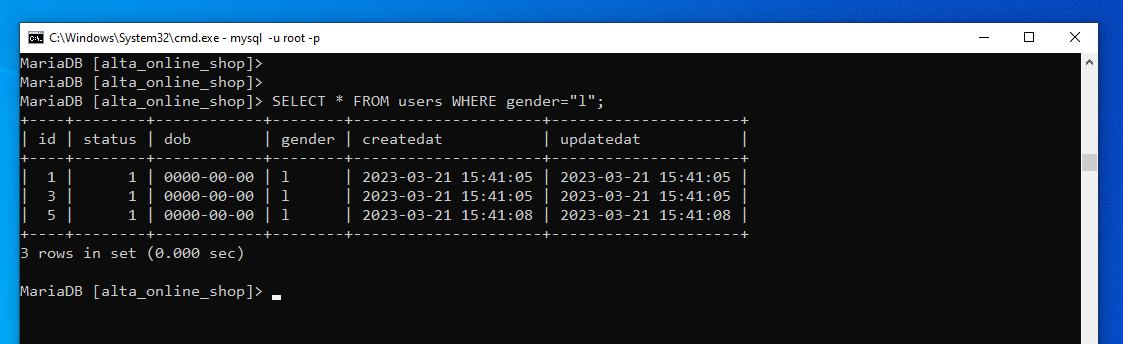 C:\Windows\System32\cmd.exe - mysql  -u root -p
MariaDB [alta_online_shop]>
MariaDB [alta_online_shop]>
MariaDB [alta_online_shop]> SELECT * FROM users WHERE gender="l";
+----+--------+------------+--------+---------------------+---------------------+
| id | status | dob        | gender | createdat           | updatedat           |
+----+--------+------------+--------+---------------------+---------------------+
|  1 |      1 | 0000-00-00 | l      | 2023-03-21 15:41:05 | 2023-03-21 15:41:05 |
|  3 |      1 | 0000-00-00 | l      | 2023-03-21 15:41:05 | 2023-03-21 15:41:05 |
|  5 |      1 | 0000-00-00 | l      | 2023-03-21 15:41:08 | 2023-03-21 15:41:08 |
+----+--------+------------+--------+---------------------+---------------------+
3 rows in set (0.000 sec)
MariaDB [alta_online_shop]>